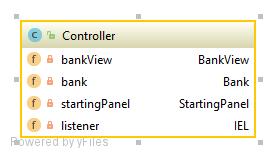 C Controller
f bankView BankView
f bank Bank
f startingPanel StartingPanel
f listener IEL
Powered by yFiles